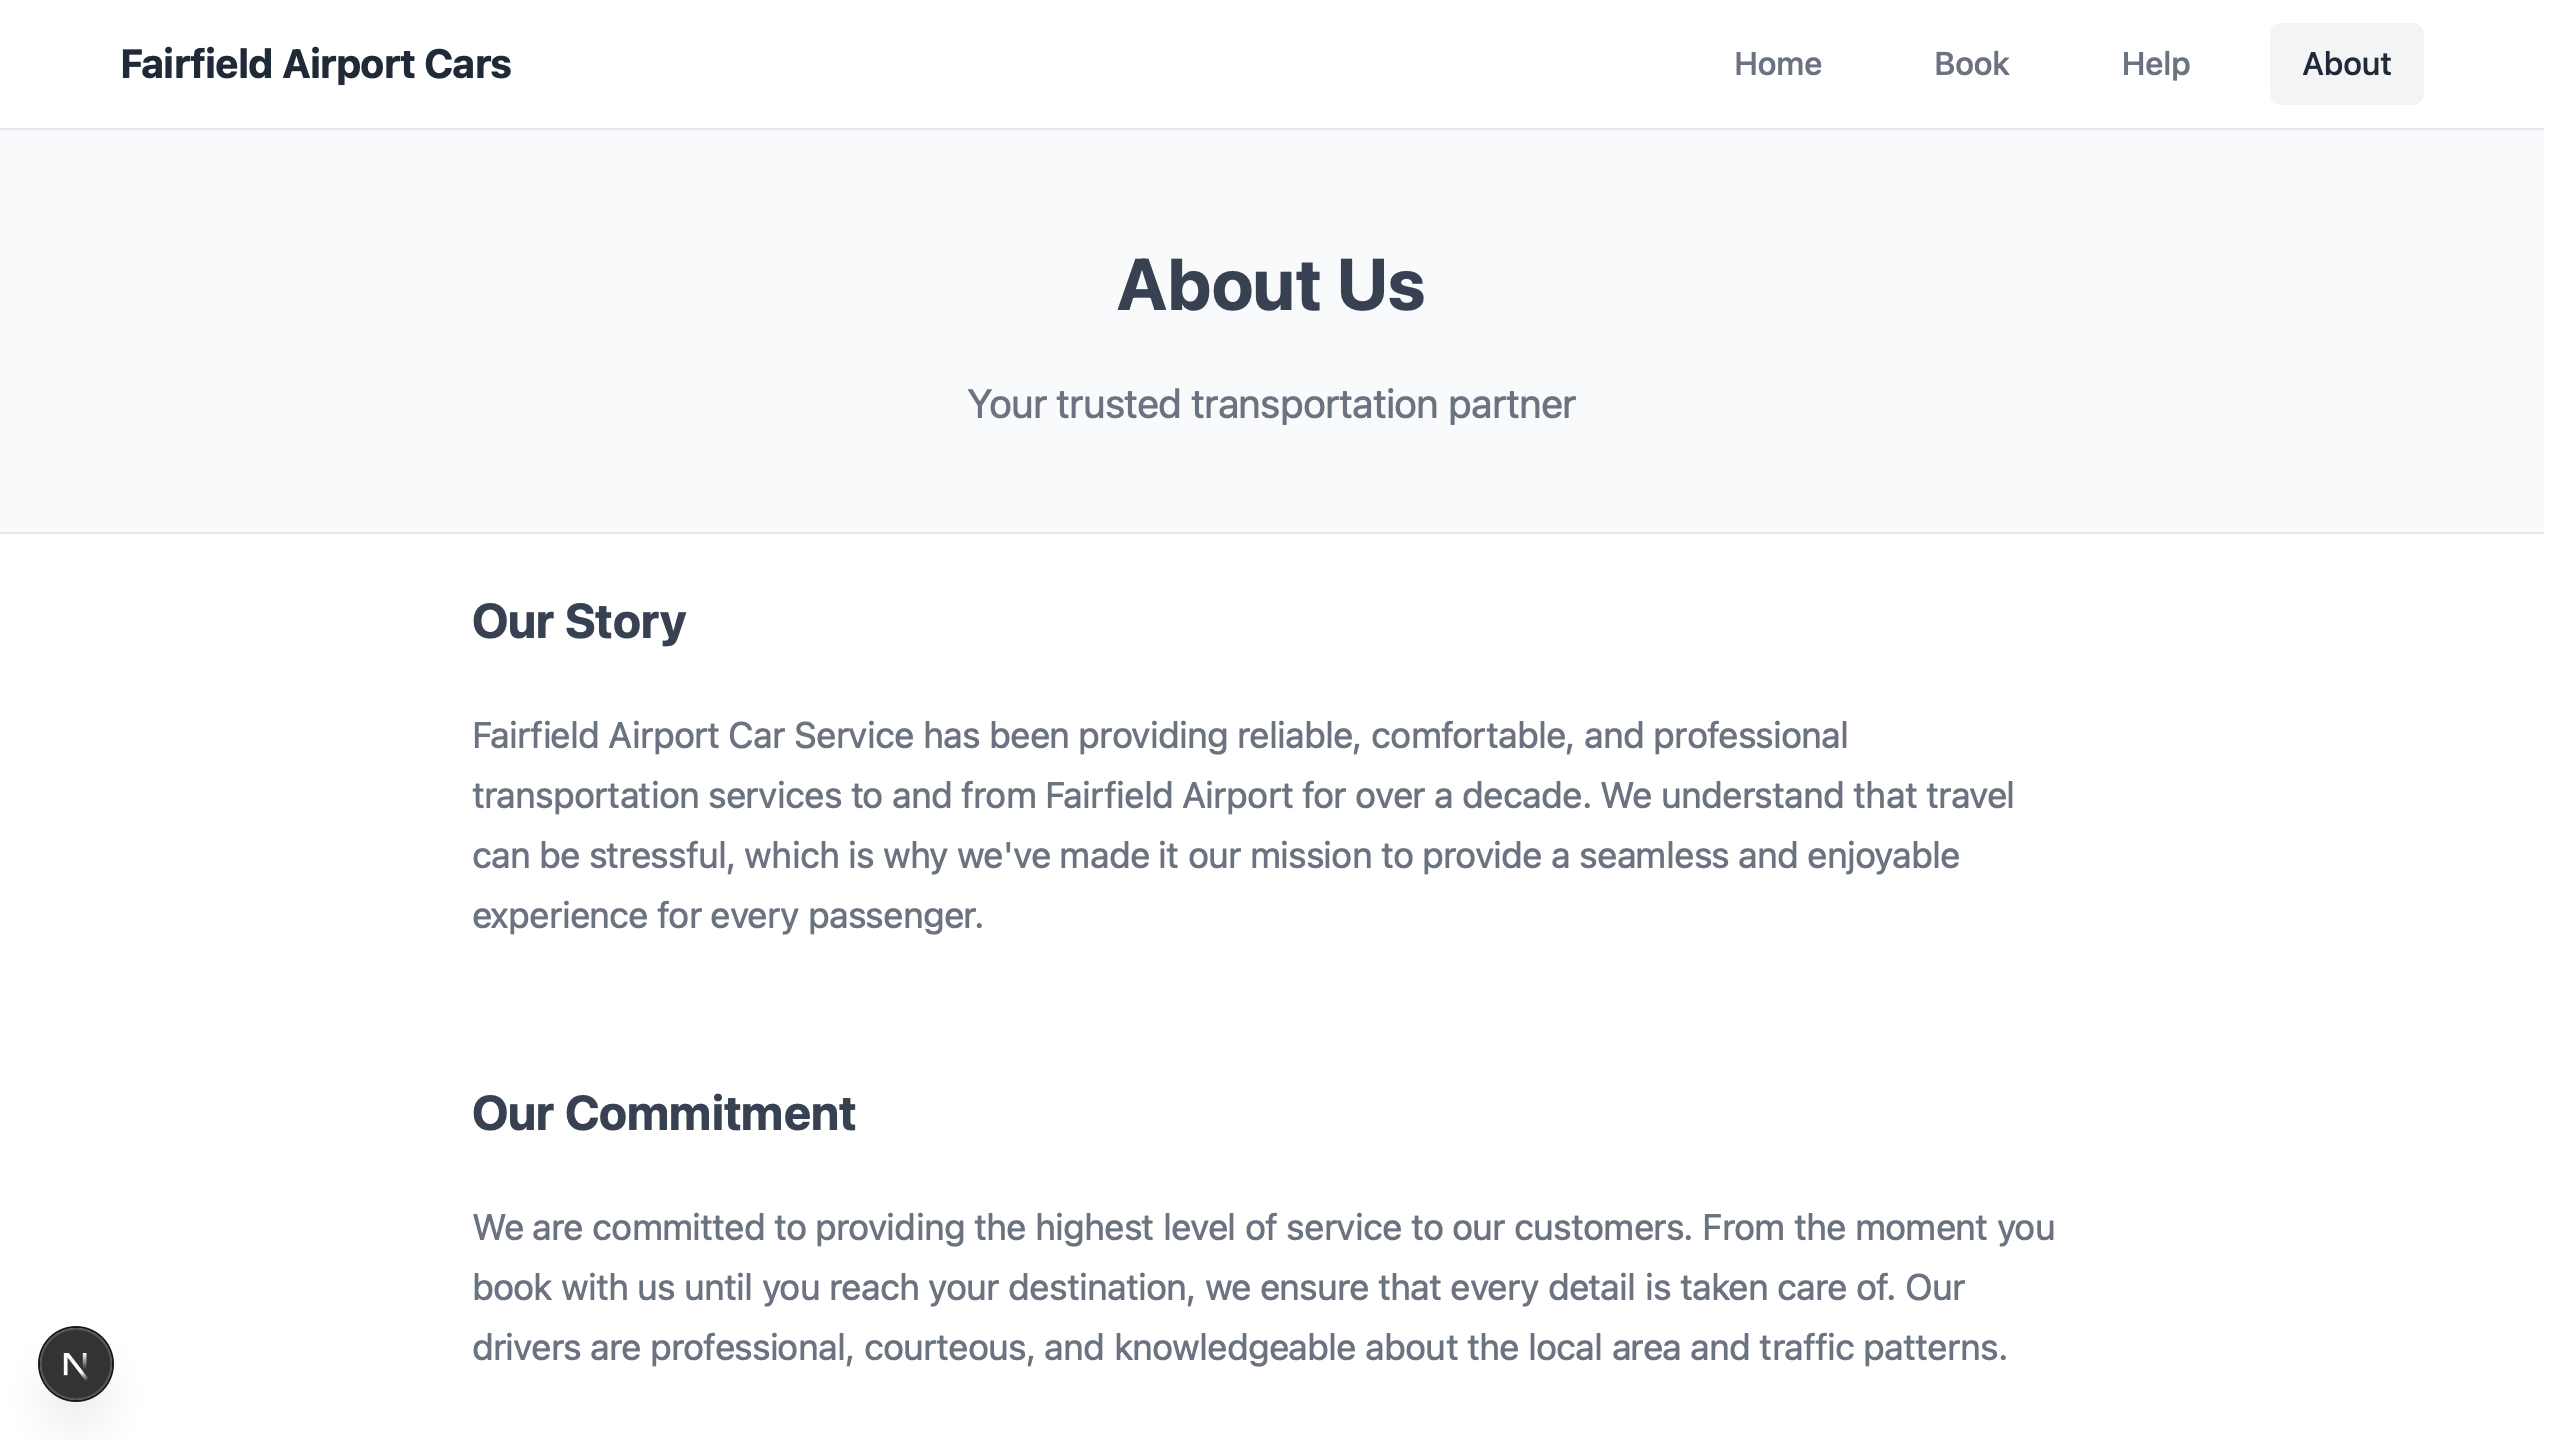 Fairfield Airport Cars
Home
Book
Help
About
About Us
Your trusted transportation partner
Our Story
Fairfield Airport Car Service has been providing reliable, comfortable, and professional
transportation services to and from Fairfield Airport for over a decade. We understand that travel
can be stressful, which is why we've made it our mission to provide a seamless and enjoyable
experience for every passenger.
Our Commitment
We are committed to providing the highest level of service to our customers. From the moment you
book with us until you reach your destination, we ensure that every detail is taken care of. Our
drivers are professional, courteous, and knowledgeable about the local area and traffic patterns.
N